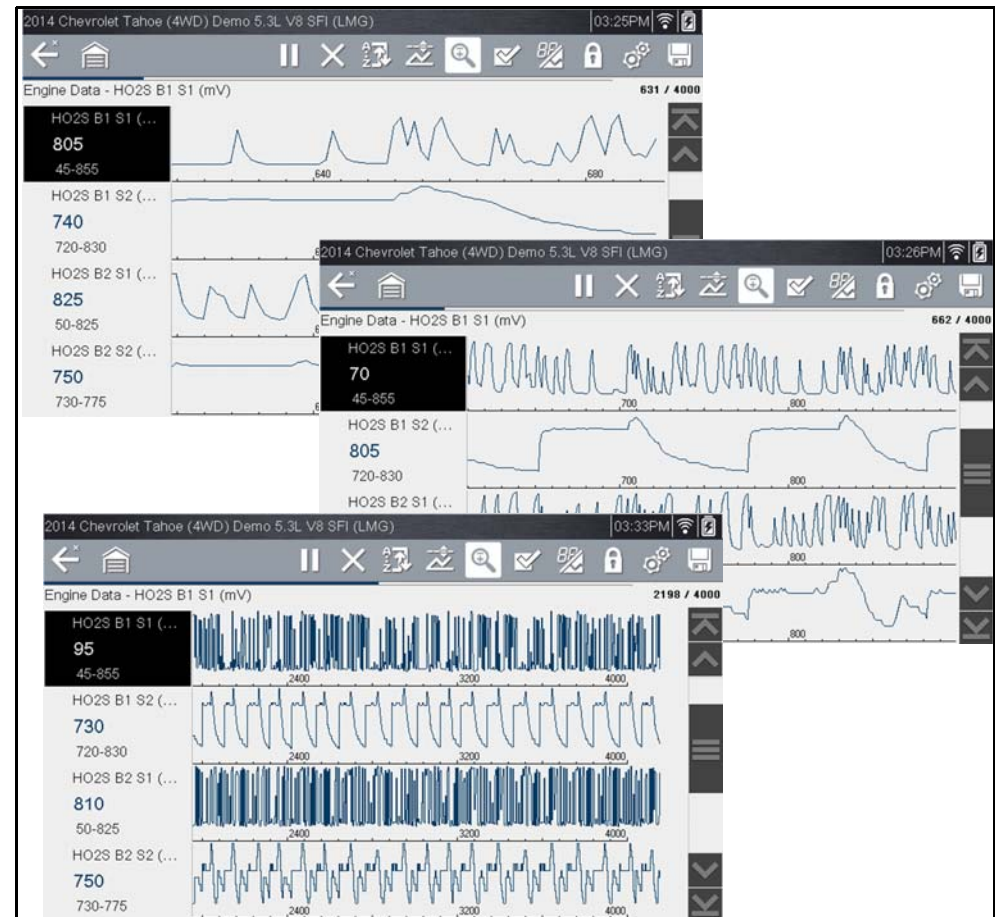 2014 Chevrolet Tahoe (4WD) Demo 5.3L V8 SFI (LMG) 03:25PM
Engine Data - HO2S B1 S1 (mV) 631 / 4000
HO2S B1 S1 (...
805
45-855
640 680
HO2S B1 S2 (...
740
720-830
HO2S B2 S1 (...
825
50-825
HO2S B2 S2 (...
750
730-775
2014 Chevrolet Tahoe (4WD) Demo 5.3L V8 SFI (LMG) 03:26PM
Engine Data - HO2S B1 S1 (mV) 662 / 4000
HO2S B1 S1 (...
70
45-855
700 800
HO2S B1 S2 (...
805
720-830
700 800
HO2S B2 S1 (...
800
800
2014 Chevrolet Tahoe (4WD) Demo 5.3L V8 SFI (LMG) 03:33PM
Engine Data - HO2S B1 S1 (mV) 2198 / 4000
HO2S B1 S1 (...
95
45-855
2400 3200 4000
HO2S B1 S2 (...
730
720-830
2400 3200 4000
HO2S B2 S1 (...
810
50-825
2400 3200 4000
HO2S B2 S2 (...
750
730-775
2400 3200 4000